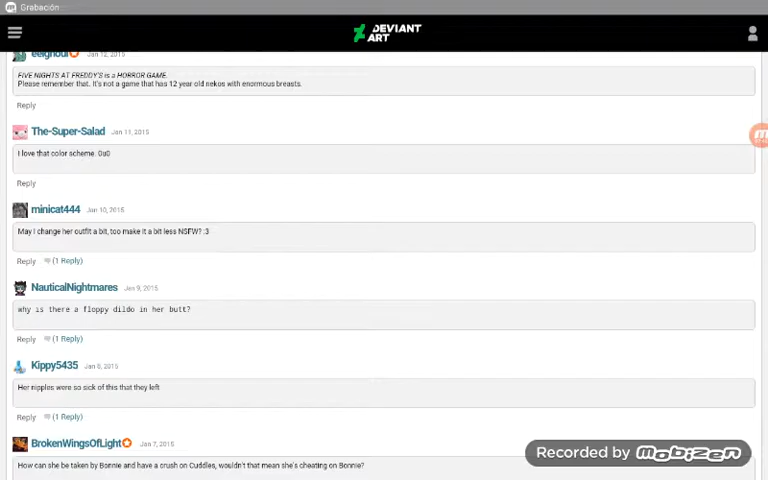 Grabación
DEVIANT
ART
eeighoul Jan 12, 2015
FIVE NIGHTS AT FREDDY'S is a HORROR GAME.
Please remember that. It's not a game that has 12 year old nekos with enormous breasts.
Reply
The-Super-Salad Jan 11, 2015
I love that color scheme. 0u0
Reply
minicat444 Jan 10, 2015
May I change her outfit a bit, too make it a bit less NSFW? :3
Reply (1 Reply)
NauticalNightmares Jan 9, 2015
why is there a floppy dildo in her butt?
Reply (1 Reply)
Kippy5435 Jan 8, 2015
Her nipples were so sick of this that they left
Reply (1 Reply)
BrokenWingsOfLight Jan 7, 2015
How can she be taken by Bonnie and have a crush on Cuddles, wouldn't that mean she's cheating on Bonnie?
Recorded by mobizen